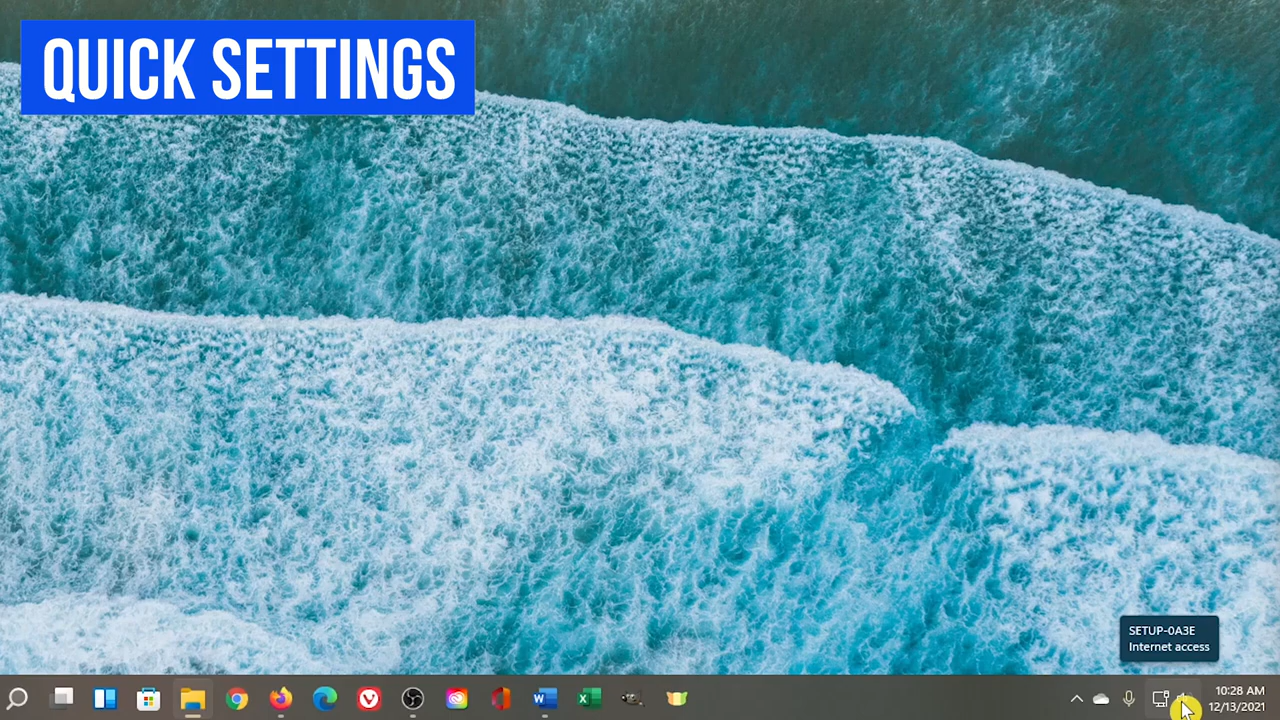 QUICK SETTINGS
SETUP-0A3E
Internet access
10:28 AM
12/13/2021